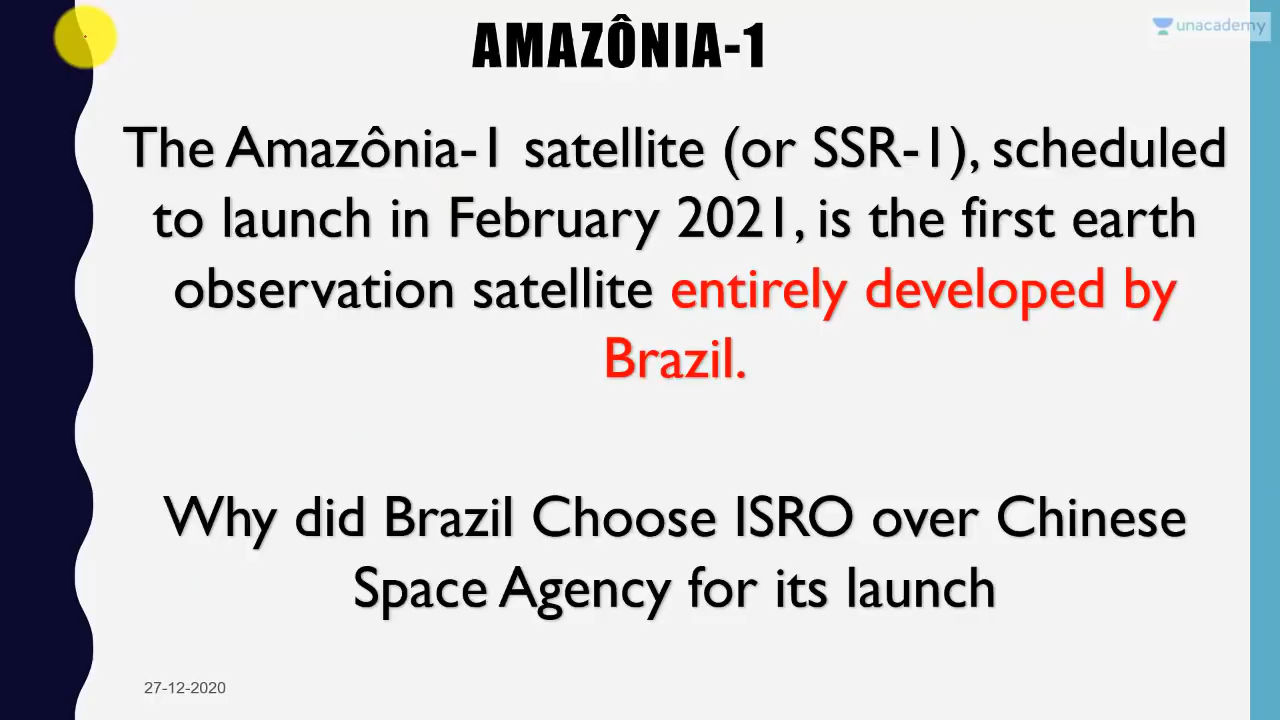 AMAZÔNIA-1
unacademy
The Amazônia-1 satellite (or SSR-1), scheduled
to launch in February 2021, is the first earth
observation satellite entirely developed by
Brazil.
Why did Brazil Choose ISRO over Chinese
Space Agency for its launch
27-12-2020